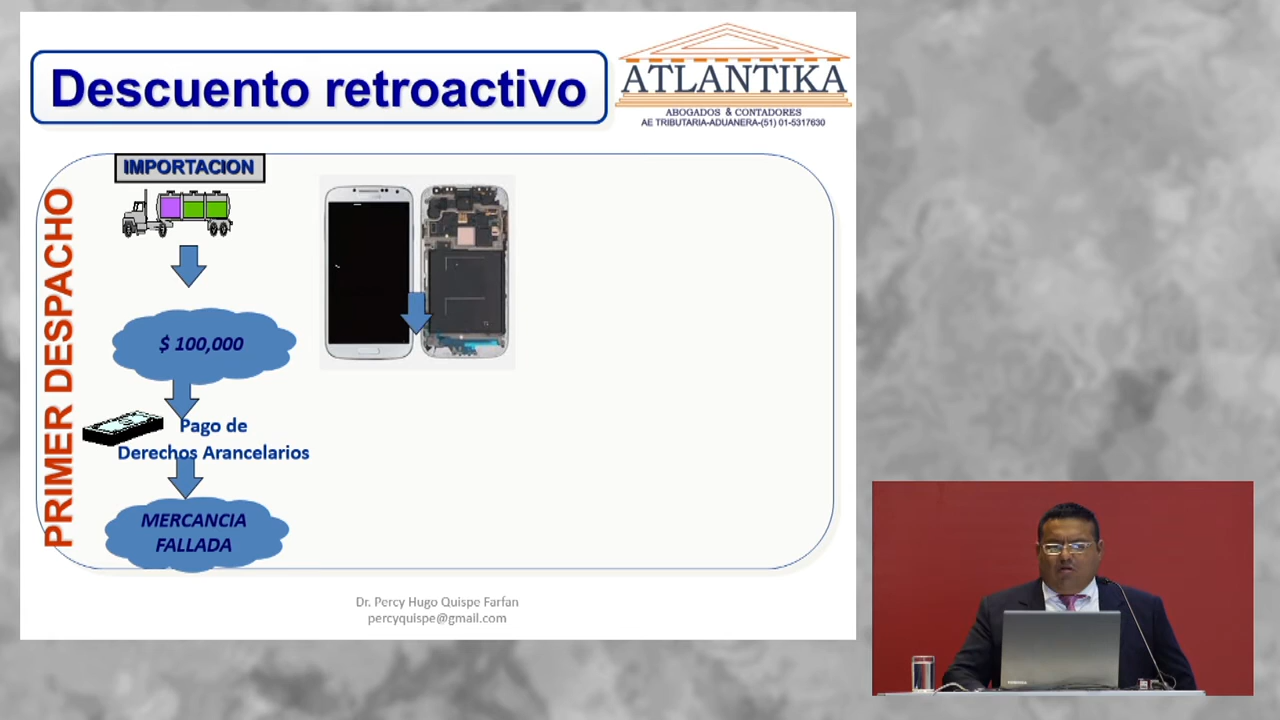 Descuento retroactivo
ATLANTIKA
ABOGADOS & CONTADORES
AE TRIBUTARIA-ADUANERA-(51) 01-5317630
PRIMER DESPACHO
IMPORTACION
$ 100,000
Pago de
Derechos Arancelarios
MERCANCIA
FALLADA
Dr. Percy Hugo Quispe Farfan
percyquispe@gmail.com